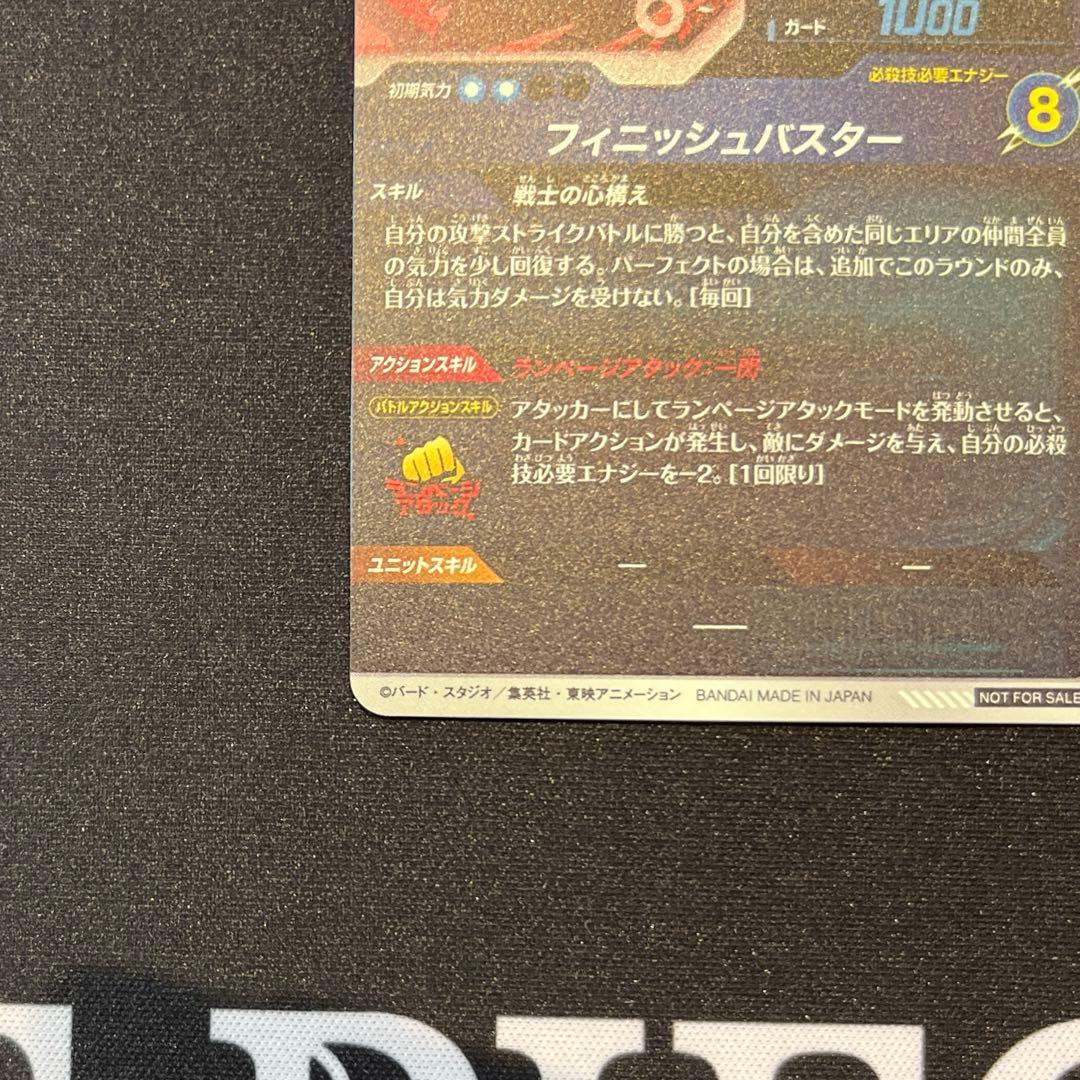 ガード 1000
必殺技必要エナジー
初期気力
8
フィニッシュバスター
スキル 戦士の心構え
自分の攻撃ストライクバトルに勝つと、自分を含めた同じエリアの仲間全員
の気力を少し回復する。パーフェクトの場合は、追加でこのラウンドのみ、
自分は気力ダメージを受けない。[毎回]
アクションスキル ランページアタック:一閃
バトルアクションスキル アタッカーにしてランページアタックモードを発動させると、
カードアクションが発生し、敵にダメージを与え、自分の必殺
技必要エナジーを-2。[1回限り]
ランページ
アタック
ユニットスキル — —
—
©バード・スタジオ/集英社・東映アニメーション BANDAI MADE IN JAPAN NOT FOR SALE